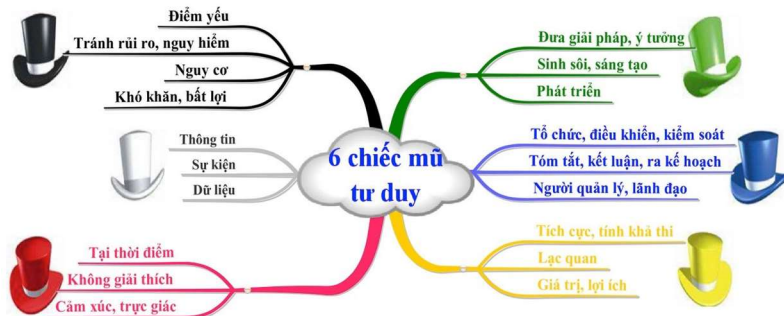 Điểm yếu
Tránh rủi ro, nguy hiểm
Nguy cơ
Khó khăn, bất lợi
Thông tin
Sự kiện
Dữ liệu
Tại thời điểm
Không giải thích
Cảm xúc, trực giác
6 chiếc mũ
tư duy
Đưa giải pháp, ý tưởng
Sinh sôi, sáng tạo
Phát triển
Tổ chức, điều khiển, kiểm soát
Tóm tắt, kết luận, ra kế hoạch
Người quản lý, lãnh đạo
Tích cực, tính khả thi
Lạc quan
Giá trị, lợi ích